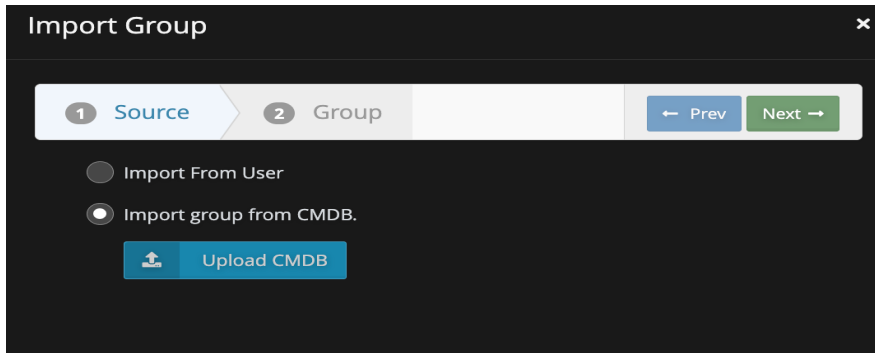 Import Group ×
1 Source 2 Group ← Prev Next →
Import From User
Import group from CMDB.
Upload CMDB